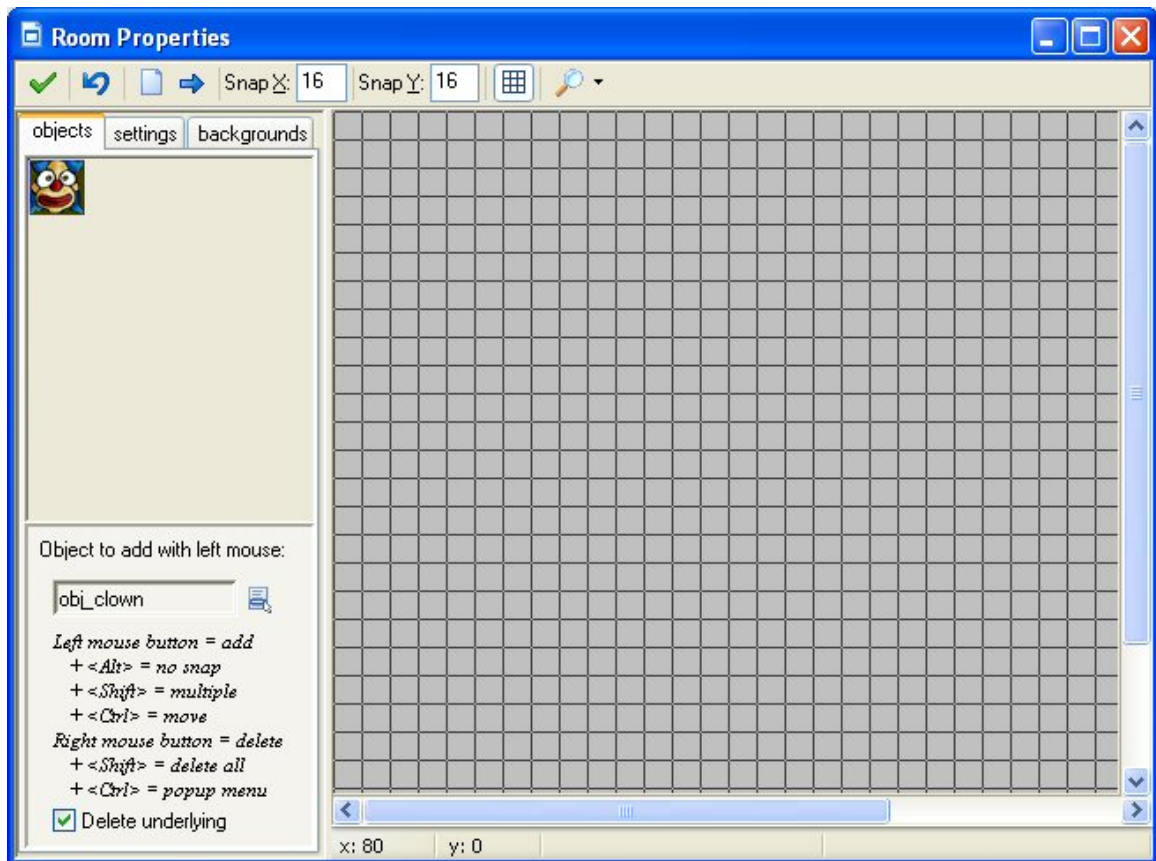 Room Properties
Snap X: 16 Snap Y: 16
objects settings backgrounds
Object to add with left mouse:
obj_clown
Left mouse button = add
+ <Alt> = no snap
+ <Shift> = multiple
+ <Ctrl> = move
Right mouse button = delete
+ <Shift> = delete all
+ <Ctrl> = popup menu
Delete underlying
x: 80 y: 0